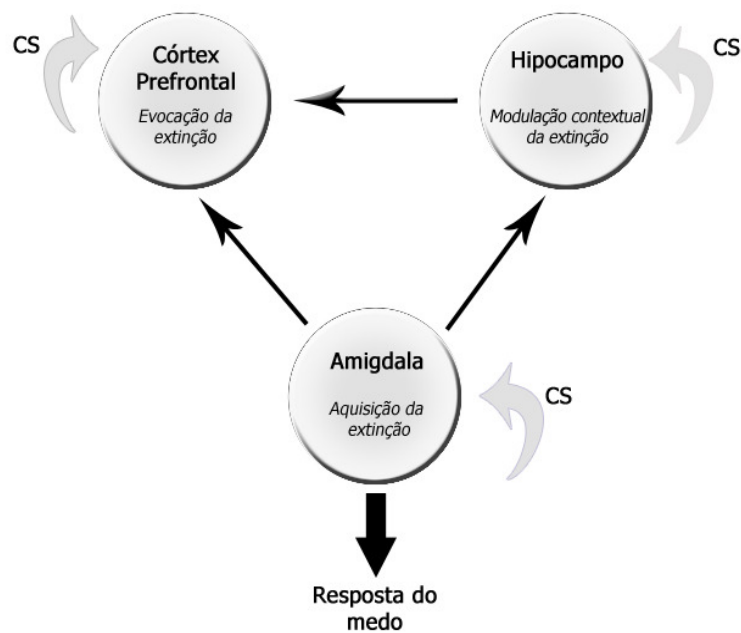 CS
Córtex
Prefrontal
Evocação da
extinção
Hipocampo
Modulação contextual
da extinção
CS
Amigdala
Aquisição da
extinção
CS
Resposta do
medo